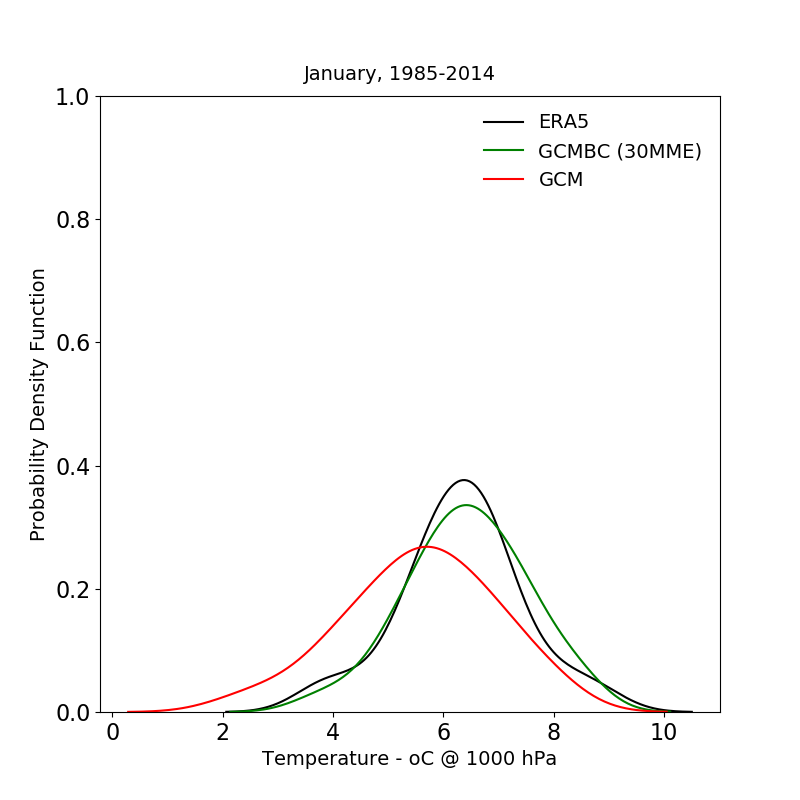 January, 1985-2014
1.0
0.8
0.6
0.4
0.2
0.0
Probability Density Function
ERA5
GCMBC (30MME)
GCM
0 2 4 6 8 10
Temperature - oC @ 1000 hPa